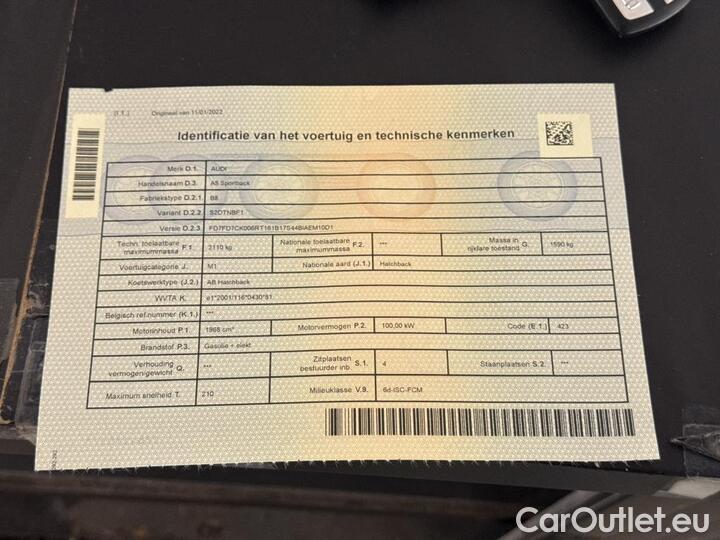 (I.1.) Origineel van 11/01/2022
Identificatie van het voertuig en technische kenmerken
Merk D.1. AUDI
Handelsnaam D.3. A5 Sportback
Fabriekstype D.2.1. B8
Variant D.2.2. S2DTNBF1
Versie D.2.3. FD7FD7CK006RT161B17S44BIAEM10D1
Techn. toelaatbare maximummassa F.1. 2110 kg Nationale toelaatbare maximummassa F.2. *** Massa in rijklare toestand G. 1590 kg
Voertuigcategorie J. M1 Nationale aard (J.1.) Hatchback
Koetswerktype (J.2.) AB Hatchback
WVTA K. e1*2001/116*0430*81
Belgisch ref.nummer (K.1.) ***
Motorinhoud P.1. 1968 cm³ Motorvermogen P.2. 100,00 kW Code (E.1.) 423
Brandstof P.3. Gasolie + elekt
Verhouding vermogen/gewicht Q. *** Zitplaatsen bestuurder inb. S.1. 4 Staanplaatsen S.2. ***
Maximum snelheid T. 210 Milieuklasse V.9. 6d-ISC-FCM
CarOutlet.eu